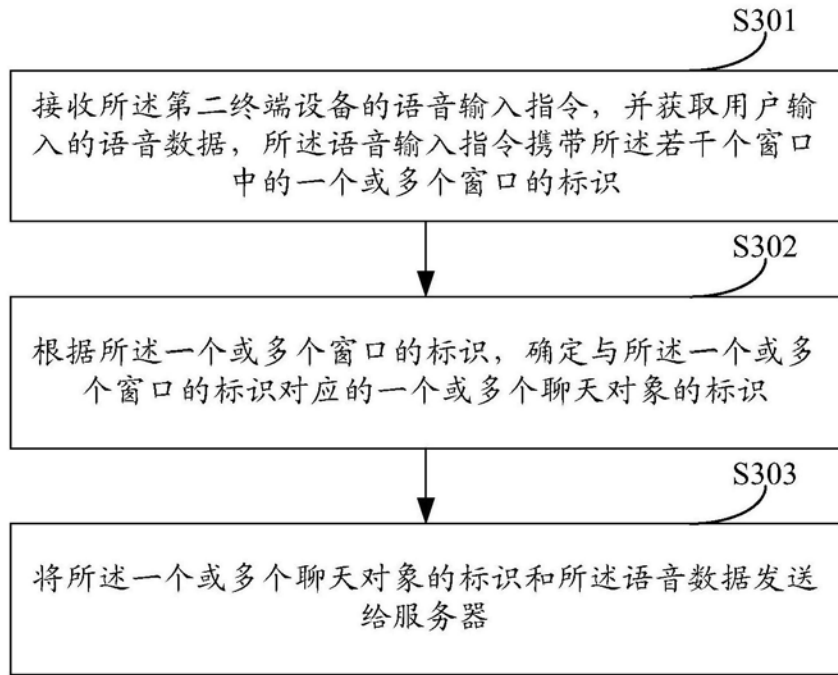 S301
接收所述第二终端设备的语音输入指令，并获取用户输
入的语音数据，所述语音输入指令携带所述若干个窗口
中的一个或多个窗口的标识
S302
根据所述一个或多个窗口的标识，确定与所述一个或多
个窗口的标识对应的一个或多个聊天对象的标识
S303
将所述一个或多个聊天对象的标识和所述语音数据发送
给服务器